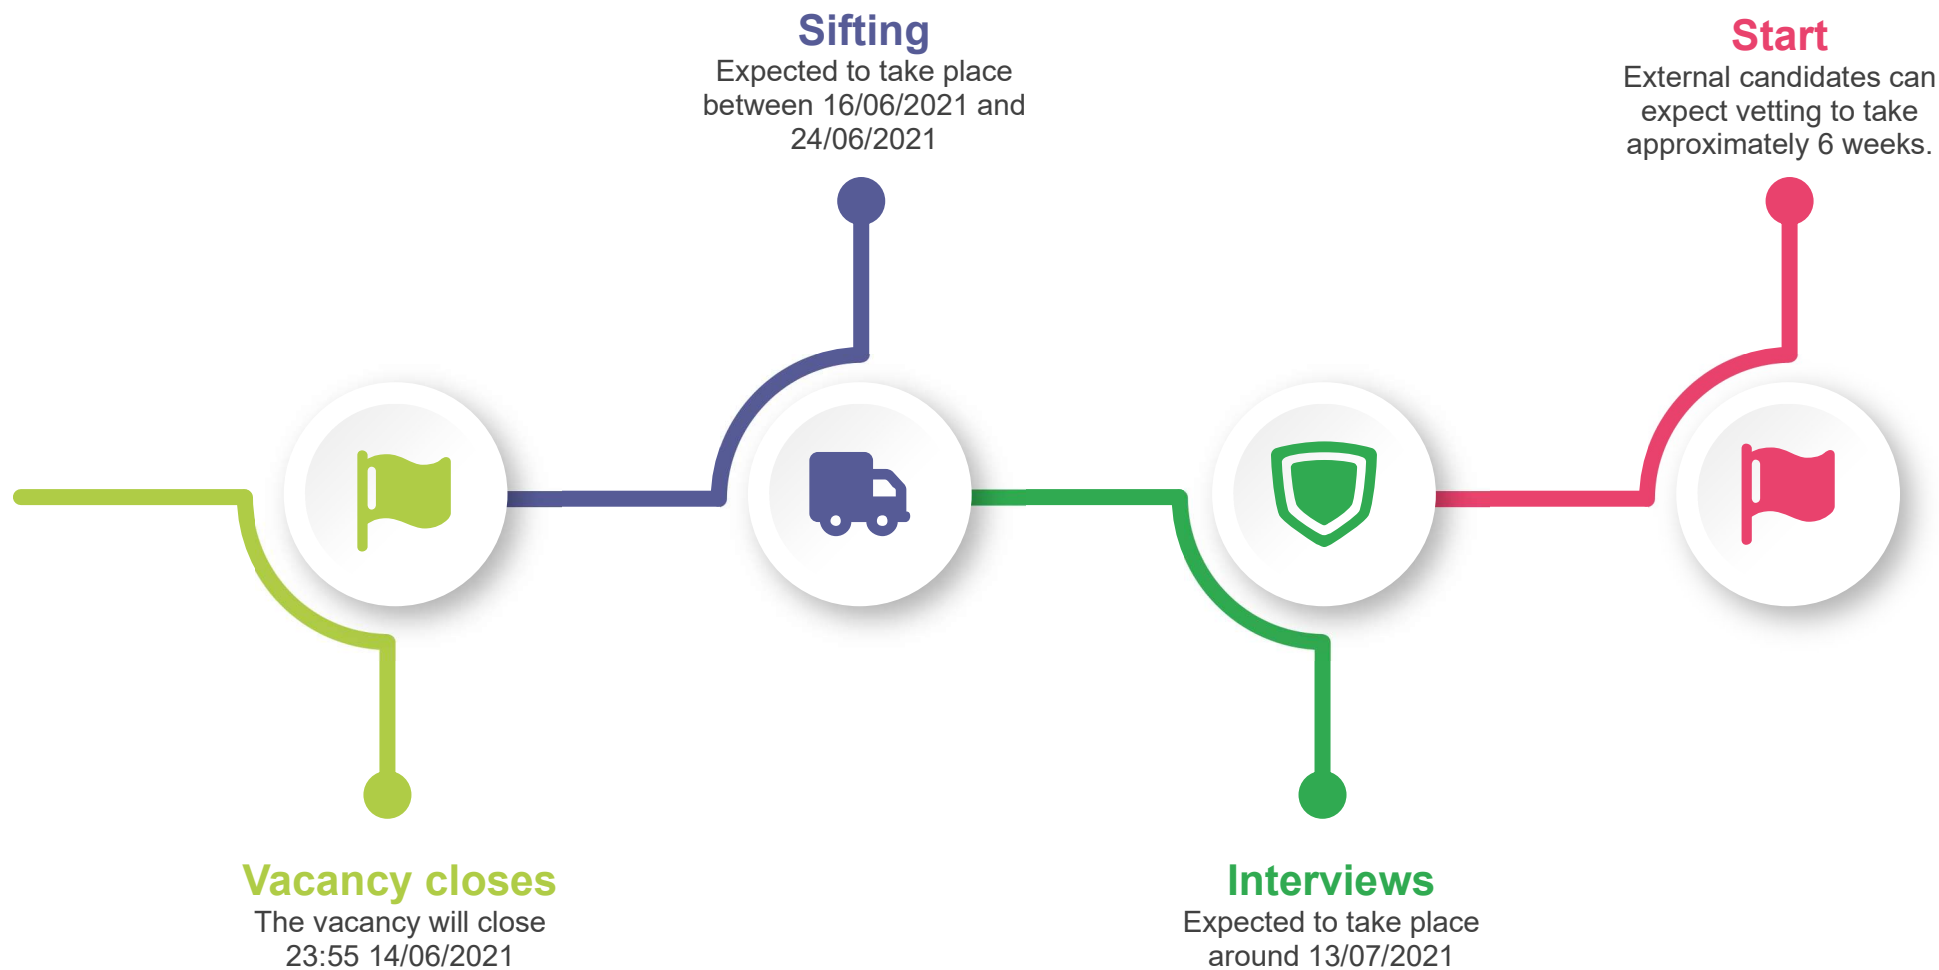 Sifting
Expected to take place
between 16/06/2021 and
24/06/2021
Start
External candidates can
expect vetting to take
approximately 6 weeks.
Vacancy closes
The vacancy will close
23:55 14/06/2021
Interviews
Expected to take place
around 13/07/2021